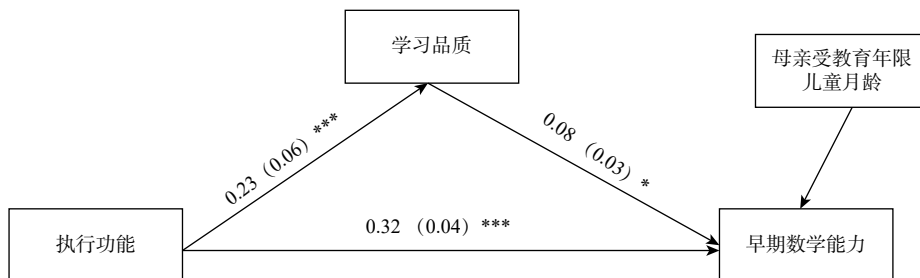 学习品质
母亲受教育年限
儿童月龄
0.23（0.06）***
0.08（0.03）*
0.32（0.04）***
执行功能
早期数学能力